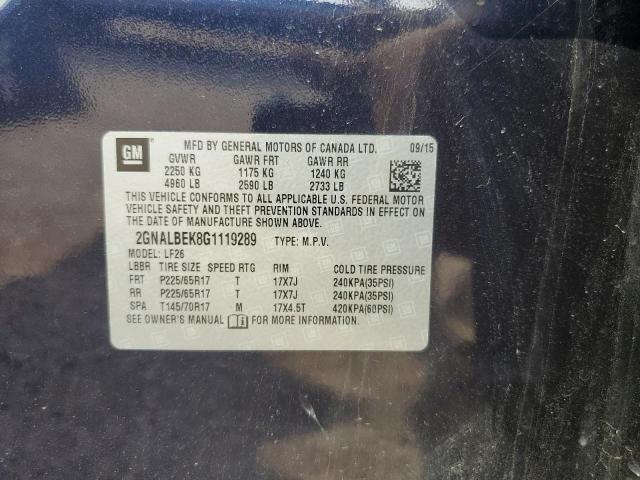 GM
MFD BY GENERAL MOTORS OF CANADA LTD. 09/15
GVWR GAWR FRT GAWR RR
2250 KG 1175 KG 1240 KG
4960 LB 2590 LB 2733 LB
THIS VEHICLE CONFORMS TO ALL APPLICABLE U.S. FEDERAL MOTOR
VEHICLE SAFETY AND THEFT PREVENTION STANDARDS IN EFFECT ON
THE DATE OF MANUFACTURE SHOWN ABOVE.
2GNALBEK8G1119289 TYPE: M.P.V.
MODEL: LF26
LBBR TIRE SIZE SPEED RTG RIM COLD TIRE PRESSURE
FRT P225/65R17 T 17X7J 240KPA(35PSI)
RR P225/65R17 T 17X7J 240KPA(35PSI)
SPA T145/70R17 M 17X4.5T 420KPA(60PSI)
SEE OWNER'S MANUAL FOR MORE INFORMATION.